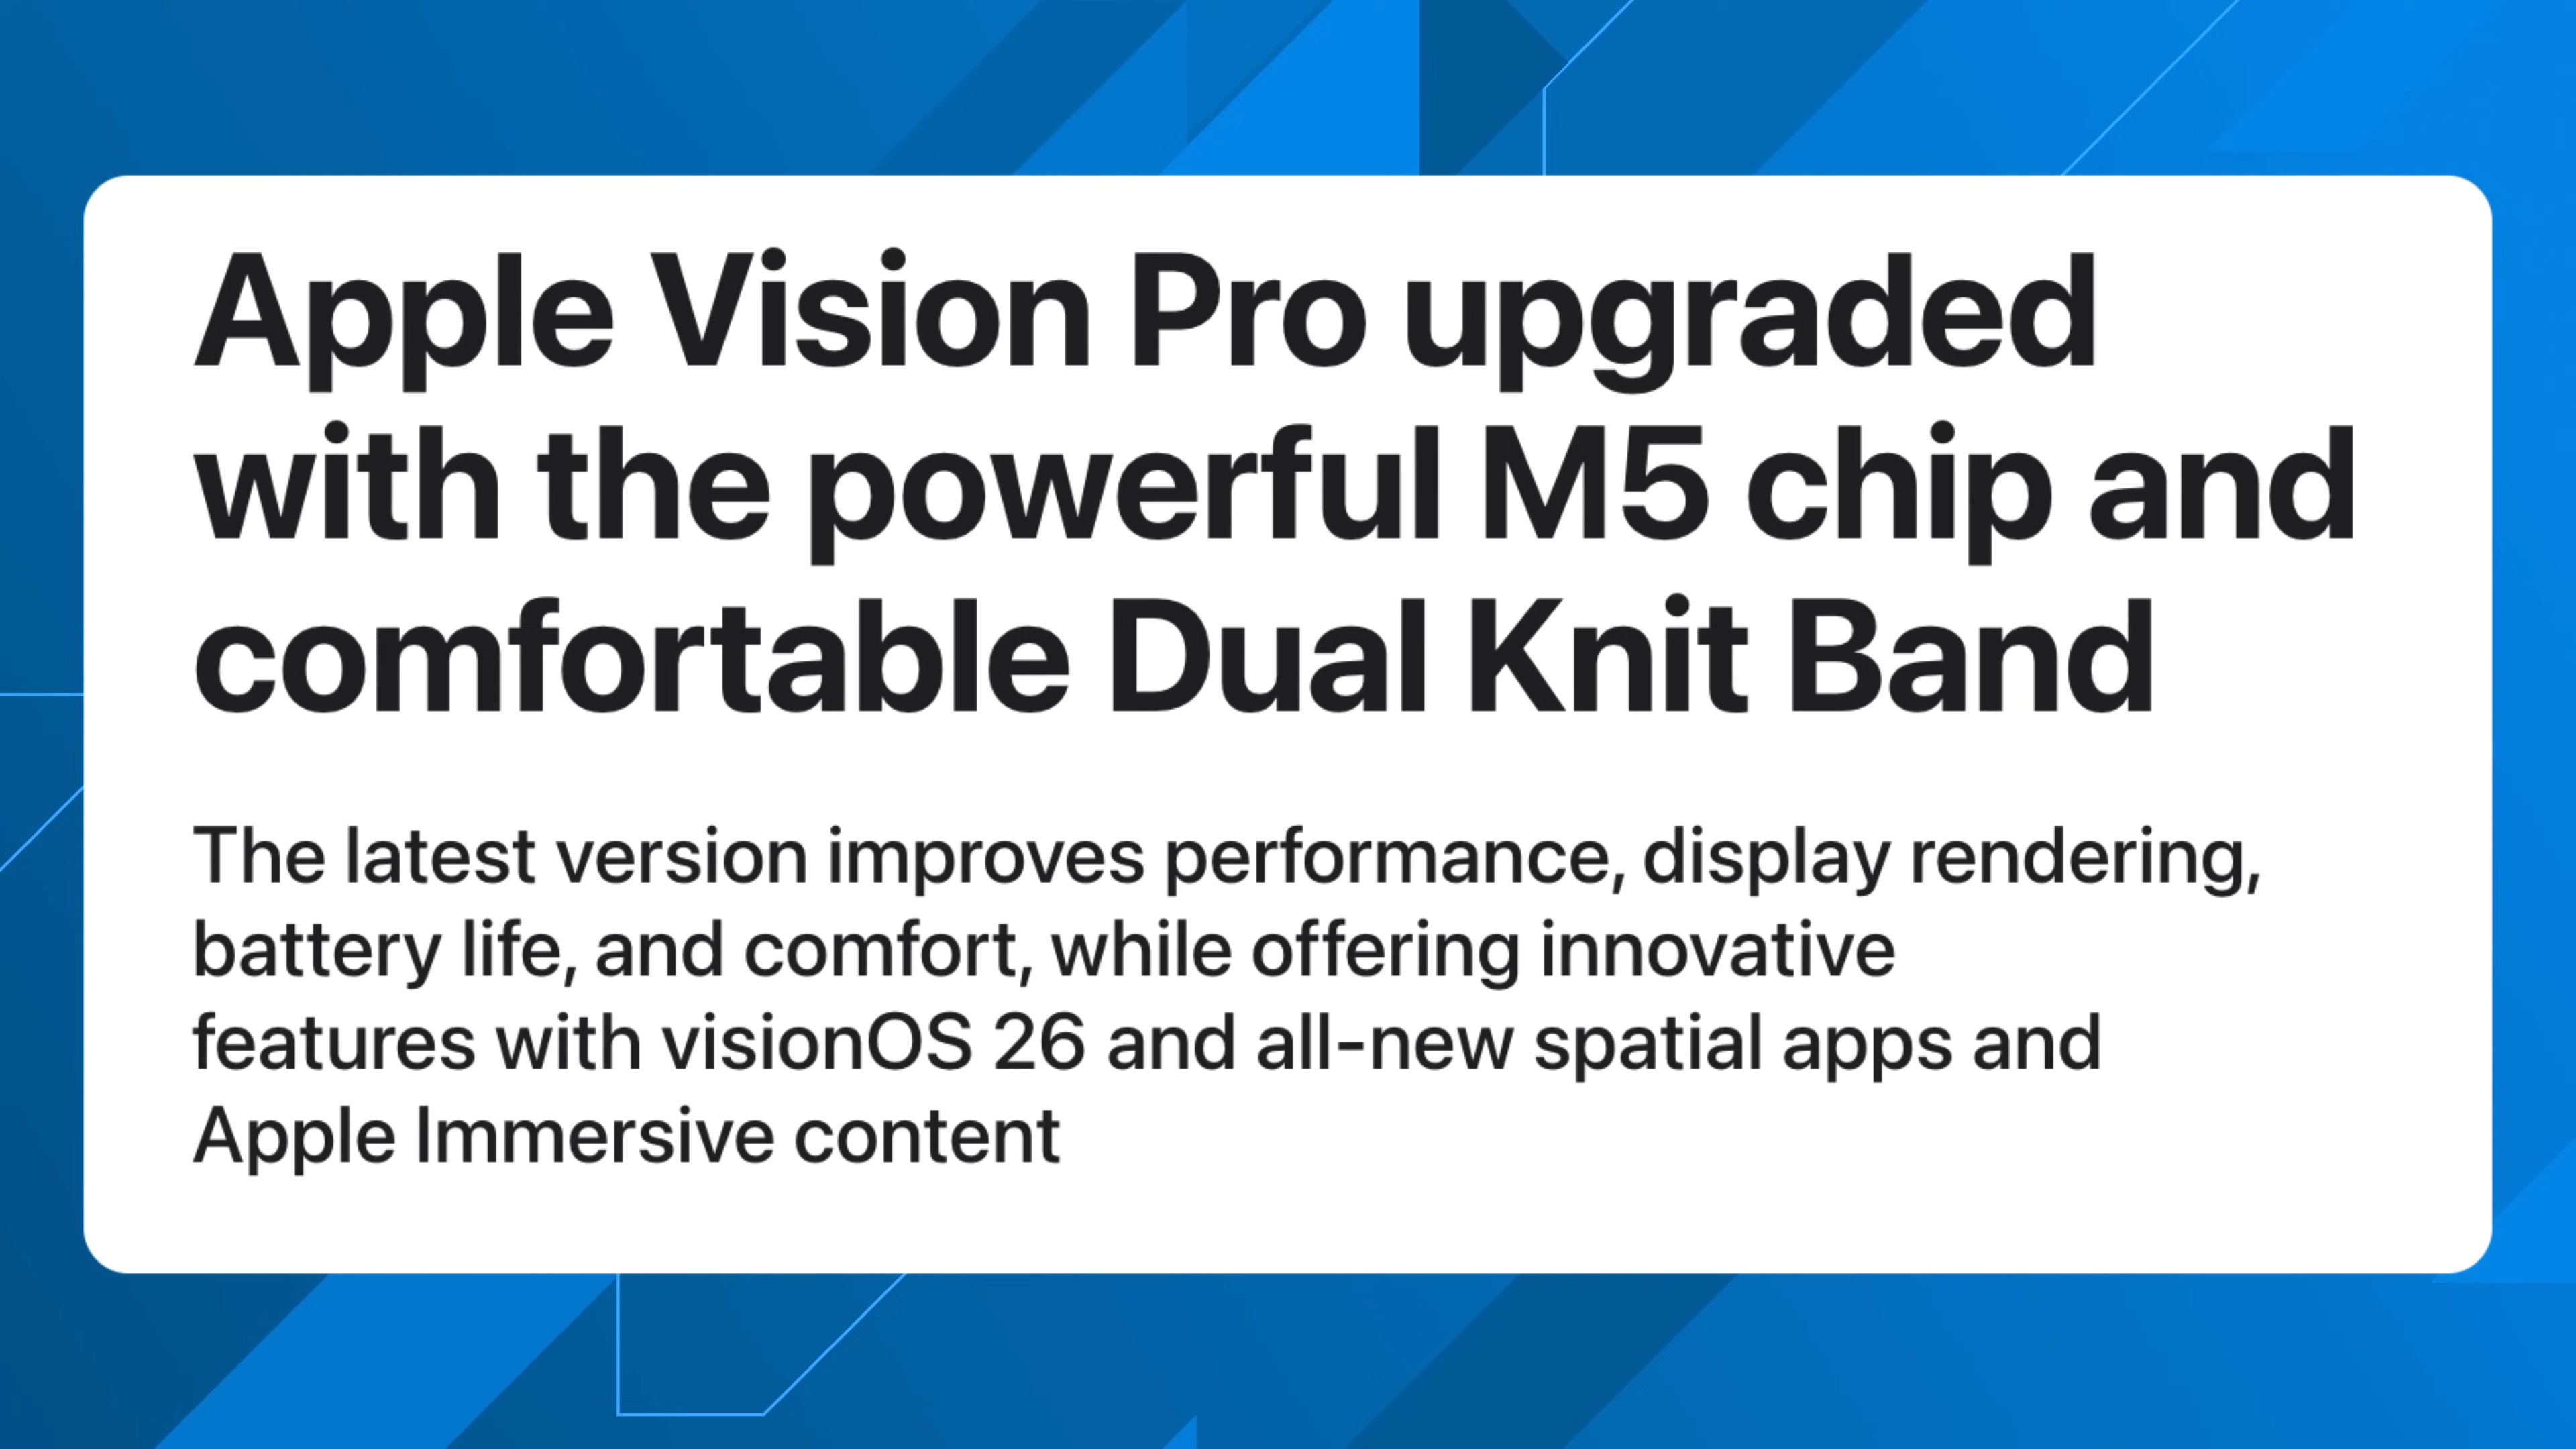 Apple Vision Pro upgraded
with the powerful M5 chip and
comfortable Dual Knit Band
The latest version improves performance, display rendering,
battery life, and comfort, while offering innovative
features with visionOS 26 and all-new spatial apps and
Apple Immersive content